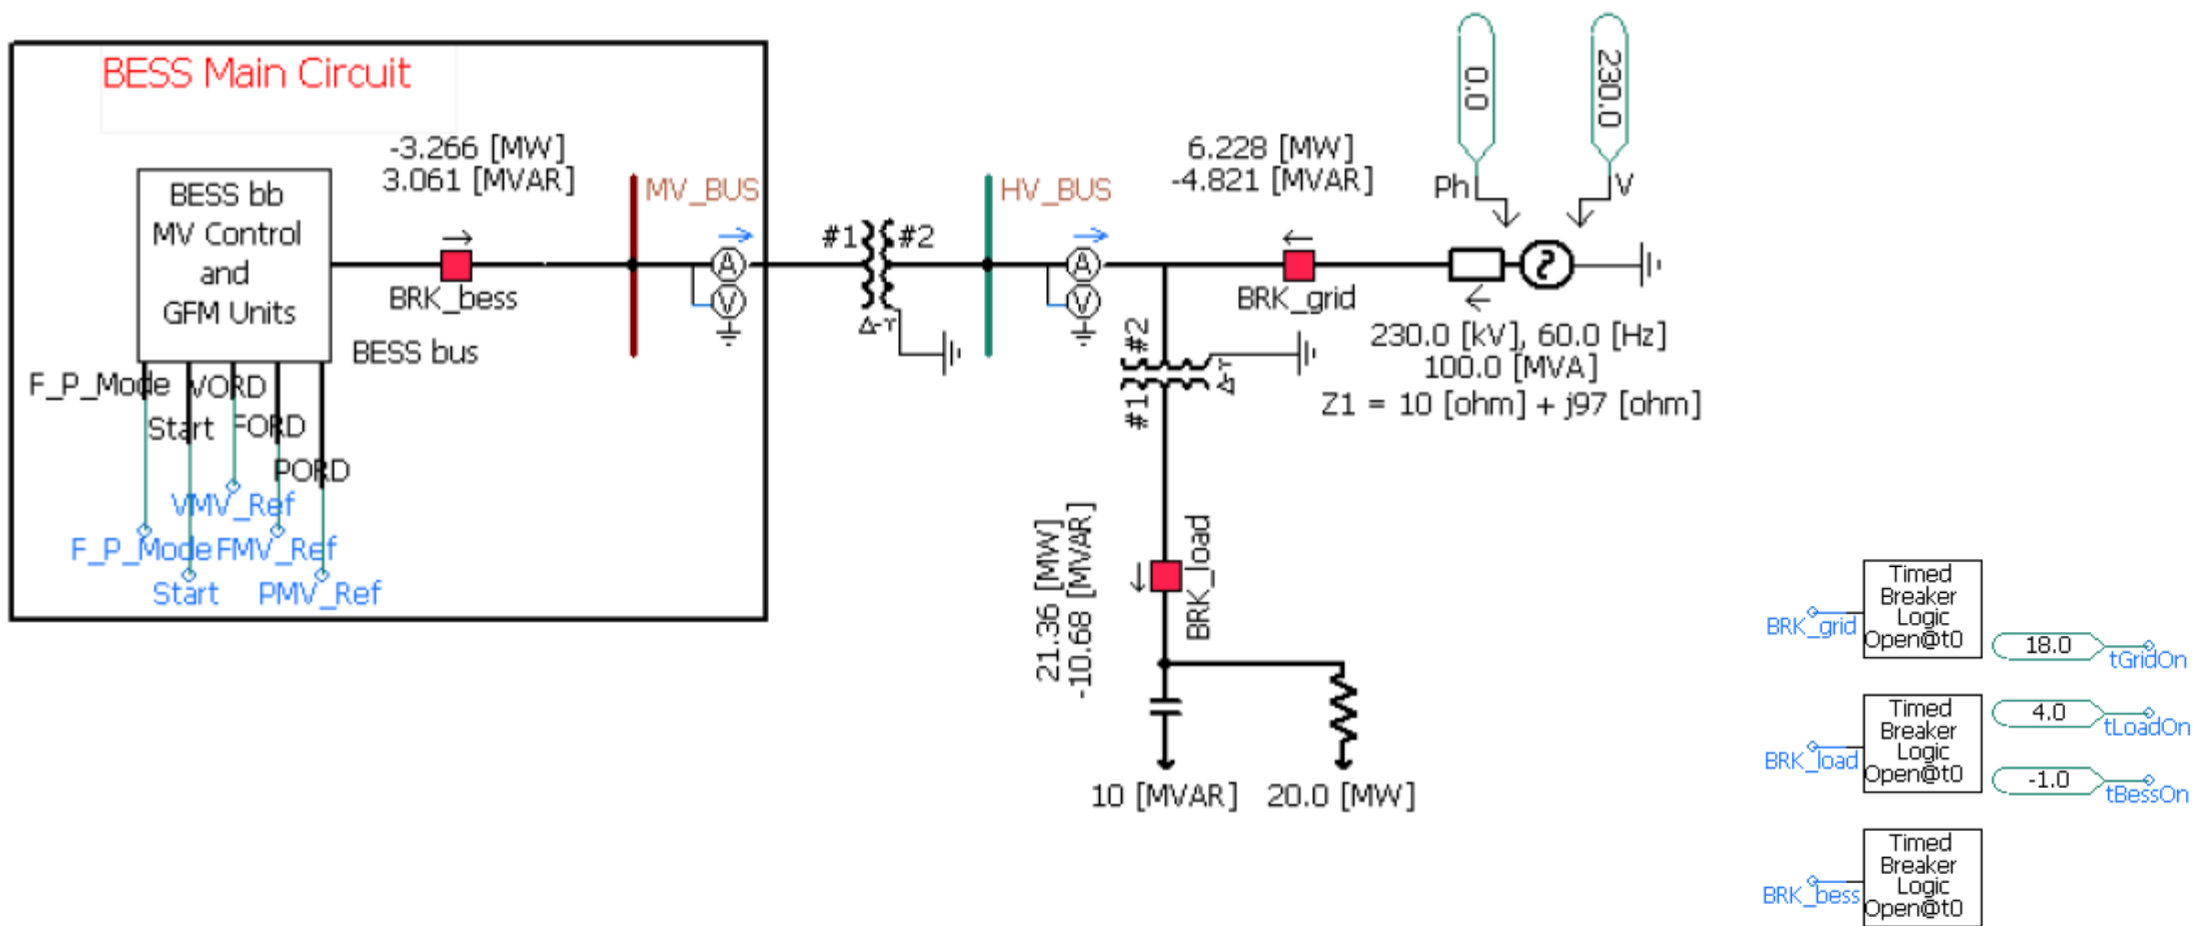 BESS Main Circuit
-3.266 [MW]
3.061 [MVAR]
BESS bb
MV Control
and
GFM Units
BRK_bess
BESS bus
MV_BUS
A
V
#1
#2
Δ-Y
HV_BUS
A
V
6.228 [MW]
-4.821 [MVAR]
BRK_grid
0.0
230.0
Ph
V
230.0 [kV], 60.0 [Hz]
100.0 [MVA]
Z1 = 10 [ohm] + j97 [ohm]
#2
#1
Δ-Y
F_P_Mode
VORD
Start
FORD
PORD
VMV_Ref
F_P_Mode
FMV_Ref
Start
PMV_Ref
21.36 [MW]
-10.68 [MVAR]
BRK_load
10 [MVAR]
20.0 [MW]
Timed
Breaker
Logic
Open@t0
BRK_grid
18.0
tGridOn
Timed
Breaker
Logic
Open@t0
BRK_load
4.0
tLoadOn
-1.0
tBessOn
Timed
Breaker
Logic
Open@t0
BRK_bess